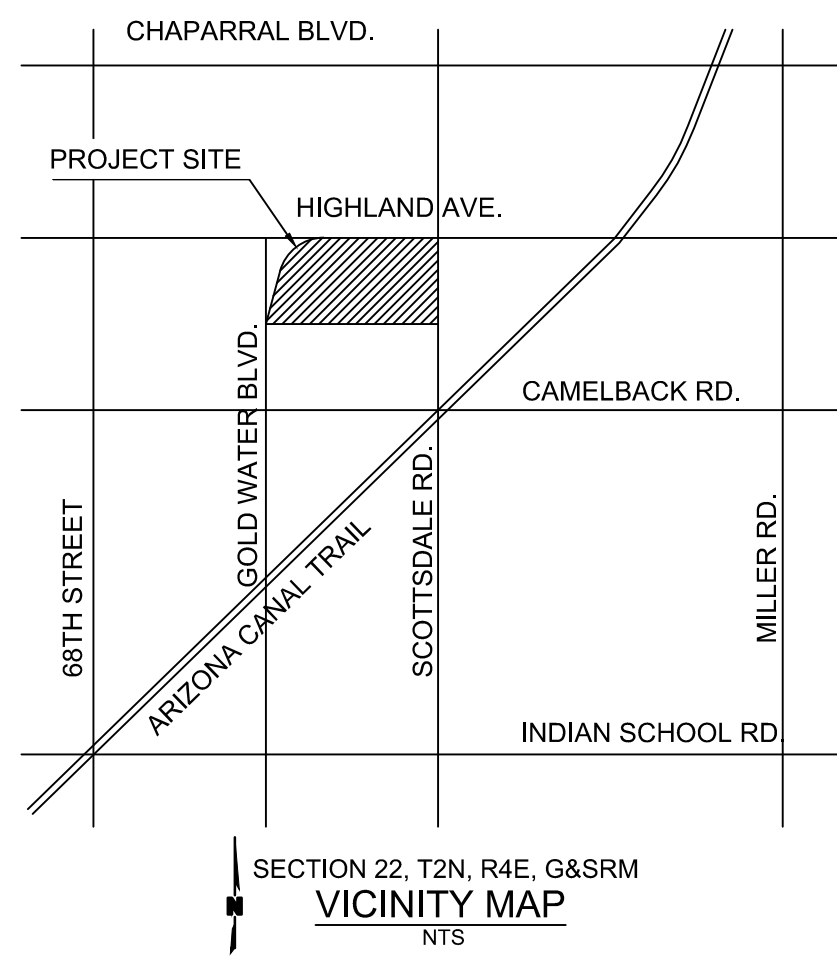 CHAPARRAL BLVD.
PROJECT SITE
HIGHLAND AVE.
GOLD WATER BLVD.
CAMELBACK RD.
68TH STREET
ARIZONA CANAL TRAIL
SCOTTSDALE RD.
MILLER RD.
INDIAN SCHOOL RD.
N
SECTION 22, T2N, R4E, G&SRM
VICINITY MAP
NTS